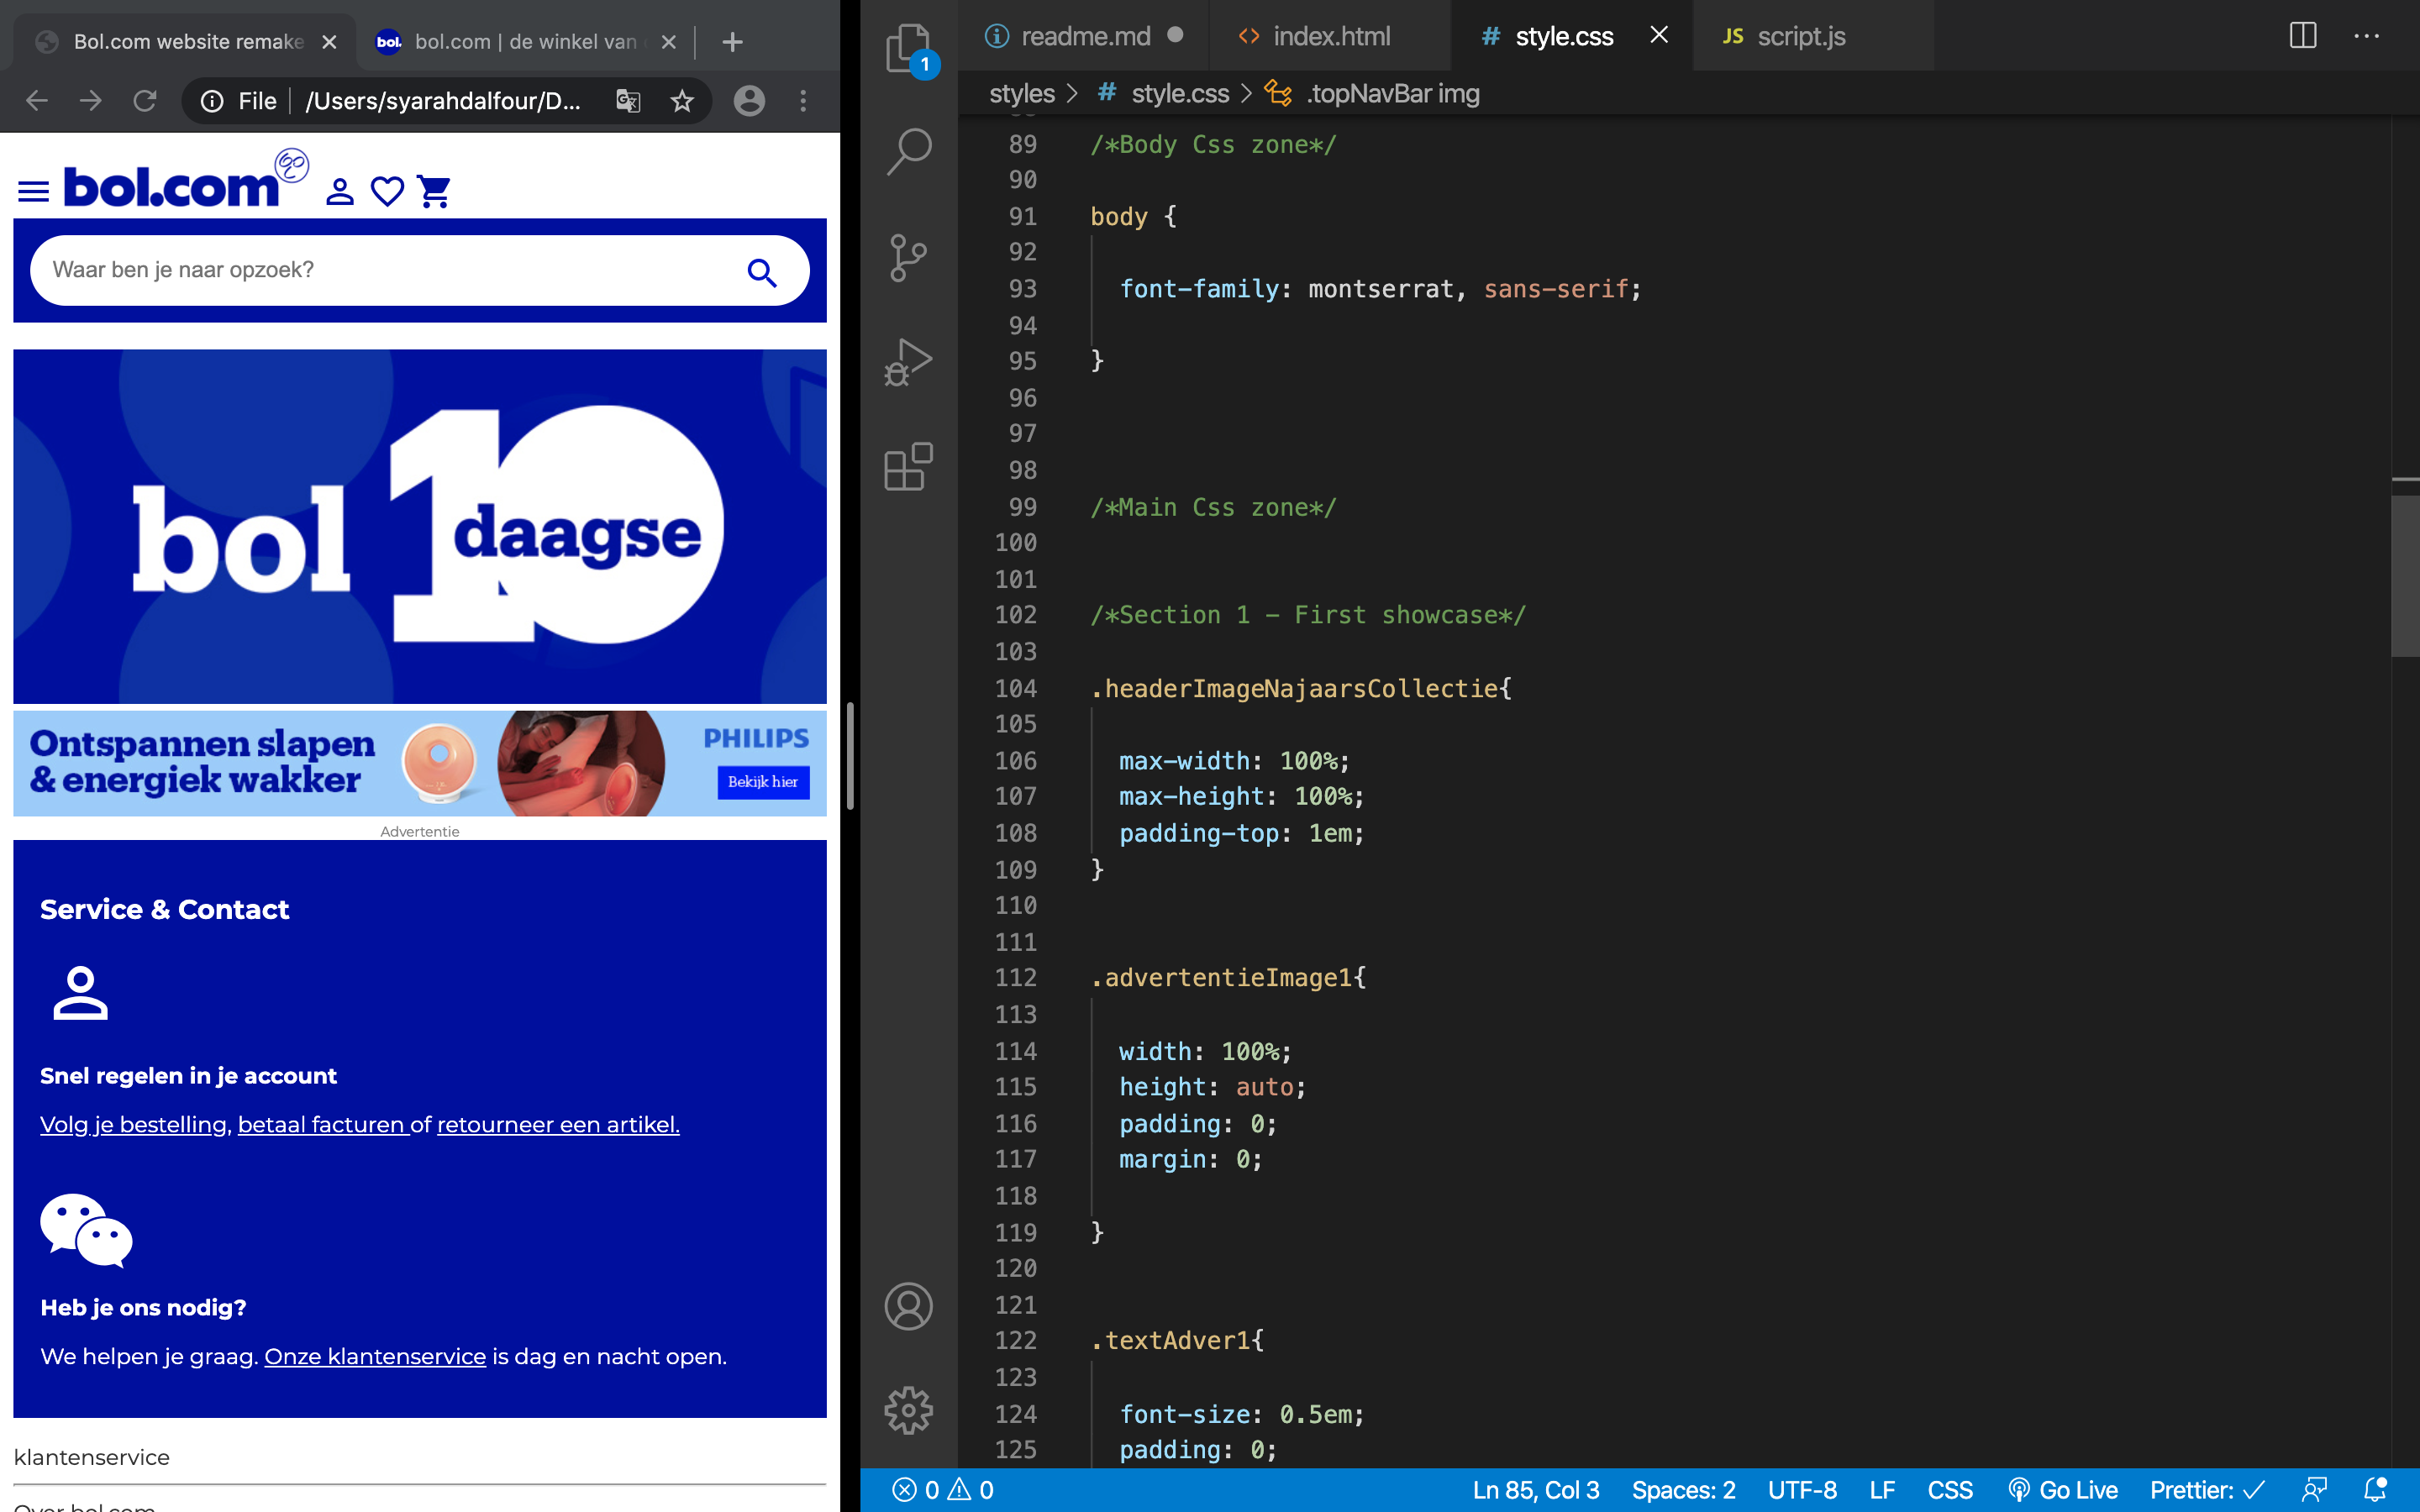 Bol.com website remake
bol. bol.com | de winkel van
File /Users/syarahdalfour/D...
bol.com
Waar ben je naar opzoek?
bol 10 daagse
Ontspannen slapen
& energiek wakker
PHILIPS
Bekijk hier
Advertentie
Service & Contact
Snel regelen in je account
Volg je bestelling, betaal facturen of retourneer een artikel.
Heb je ons nodig?
We helpen je graag. Onze klantenservice is dag en nacht open.
klantenservice
Over bol.com
1
readme.md
index.html
# style.css
JS script.js
styles > # style.css > .topNavBar img
89 /*Body Css zone*/
90
91 body {
92
93 font-family: montserrat, sans-serif;
94
95 }
96
97
98
99 /*Main Css zone*/
100
101
102 /*Section 1 - First showcase*/
103
104 .headerImageNajaarsCollectie{
105
106 max-width: 100%;
107 max-height: 100%;
108 padding-top: 1em;
109 }
110
111
112 .advertentieImage1{
113
114 width: 100%;
115 height: auto;
116 padding: 0;
117 margin: 0;
118
119 }
120
121
122 .textAdver1{
123
124 font-size: 0.5em;
125 padding: 0;
0 0 Ln 85, Col 3 Spaces: 2 UTF-8 LF CSS Go Live Prettier: ✓